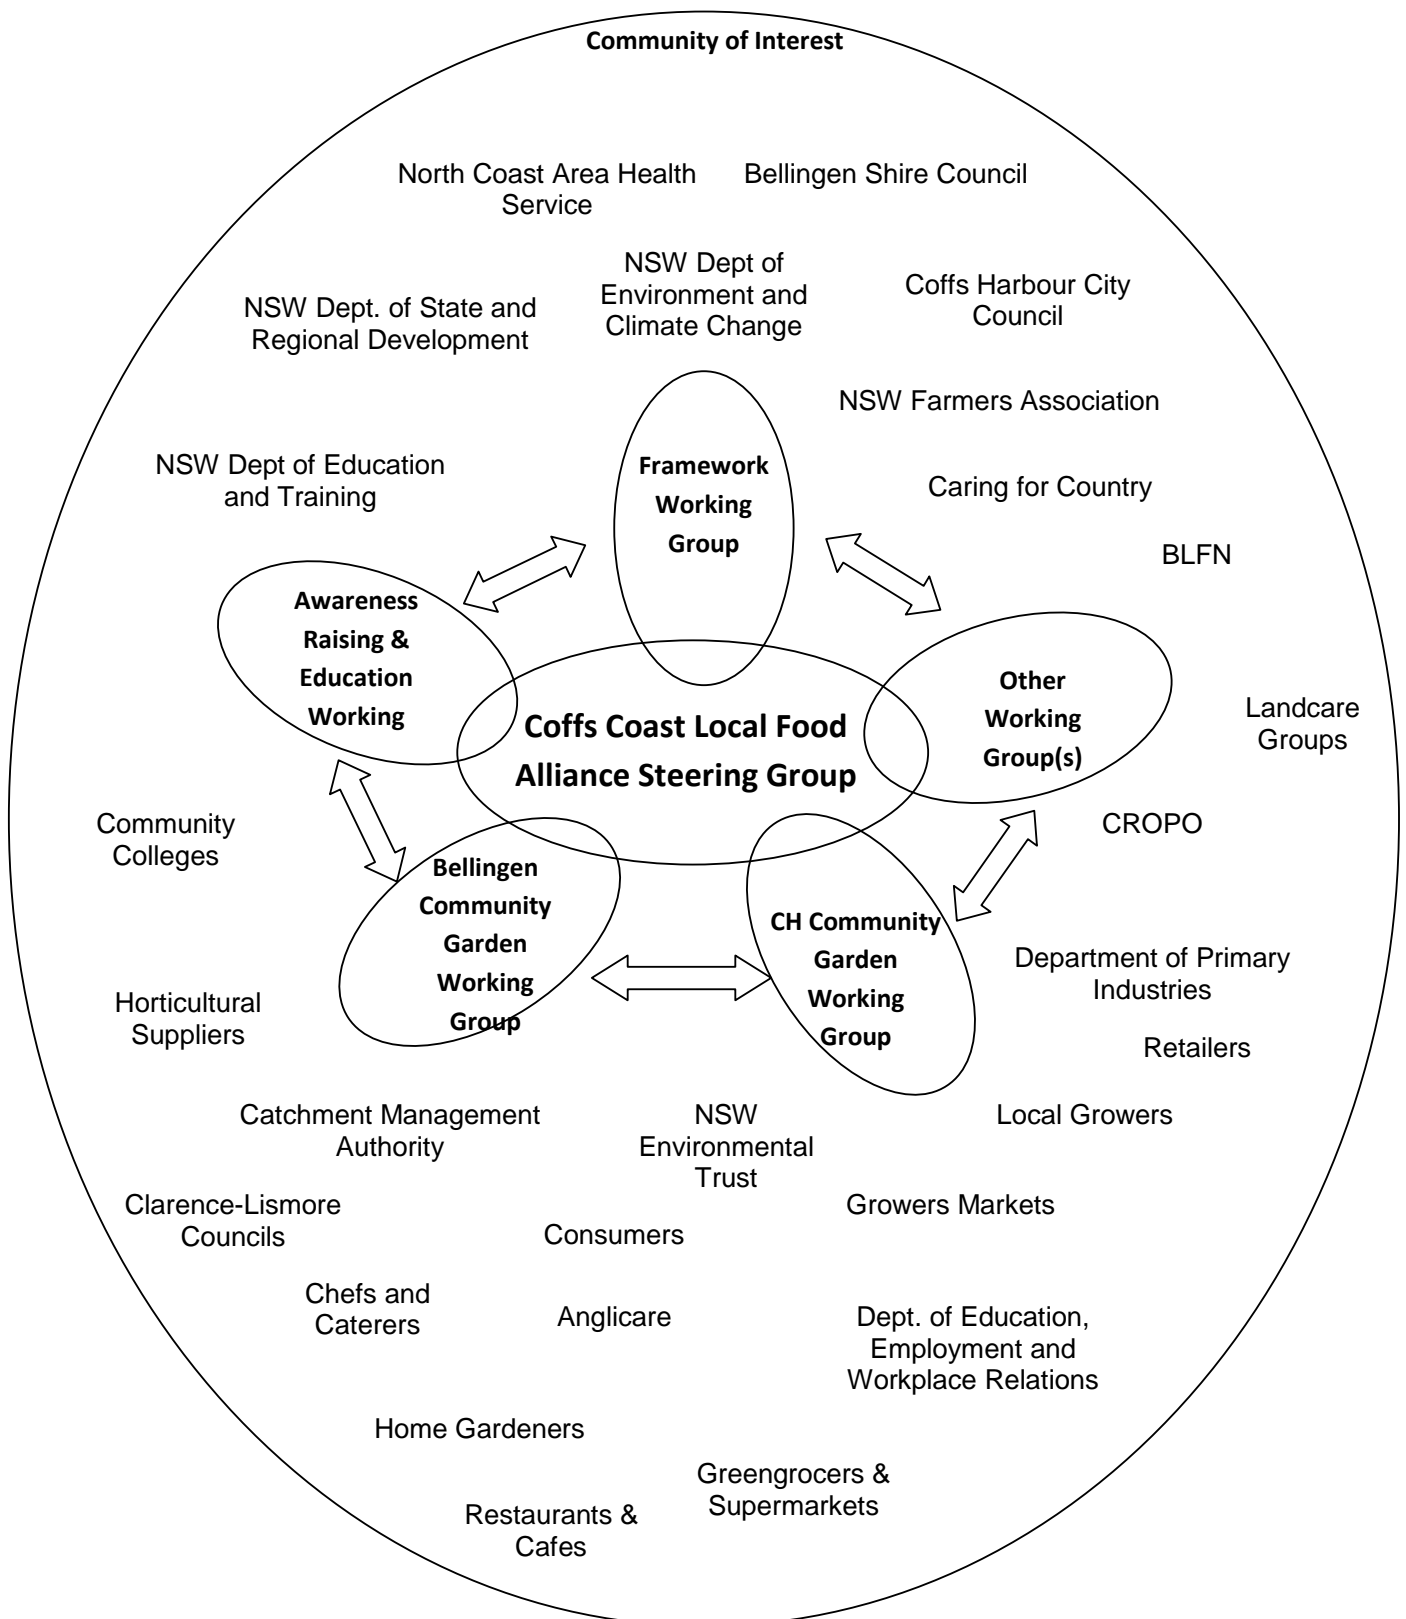 Community of Interest
North Coast Area Health
Service
Bellingen Shire Council
NSW Dept of
Environment and
Climate Change
Coffs Harbour City
Council
NSW Dept. of State and
Regional Development
NSW Farmers Association
NSW Dept of Education
and Training
Framework
Working
Group
Caring for Country
BLFN
Awareness
Raising &
Education
Working
Other
Working
Group(s)
Landcare
Groups
Coffs Coast Local Food
Alliance Steering Group
Community
Colleges
CROPO
Bellingen
Community
Garden
Working
Group
CH Community
Garden
Working
Group
Department of Primary
Industries
Horticultural
Suppliers
Retailers
Catchment Management
Authority
NSW
Environmental
Trust
Local Growers
Clarence-Lismore
Councils
Consumers
Growers Markets
Chefs and
Caterers
Anglicare
Dept. of Education,
Employment and
Workplace Relations
Home Gardeners
Greengrocers &
Supermarkets
Restaurants &
Cafes